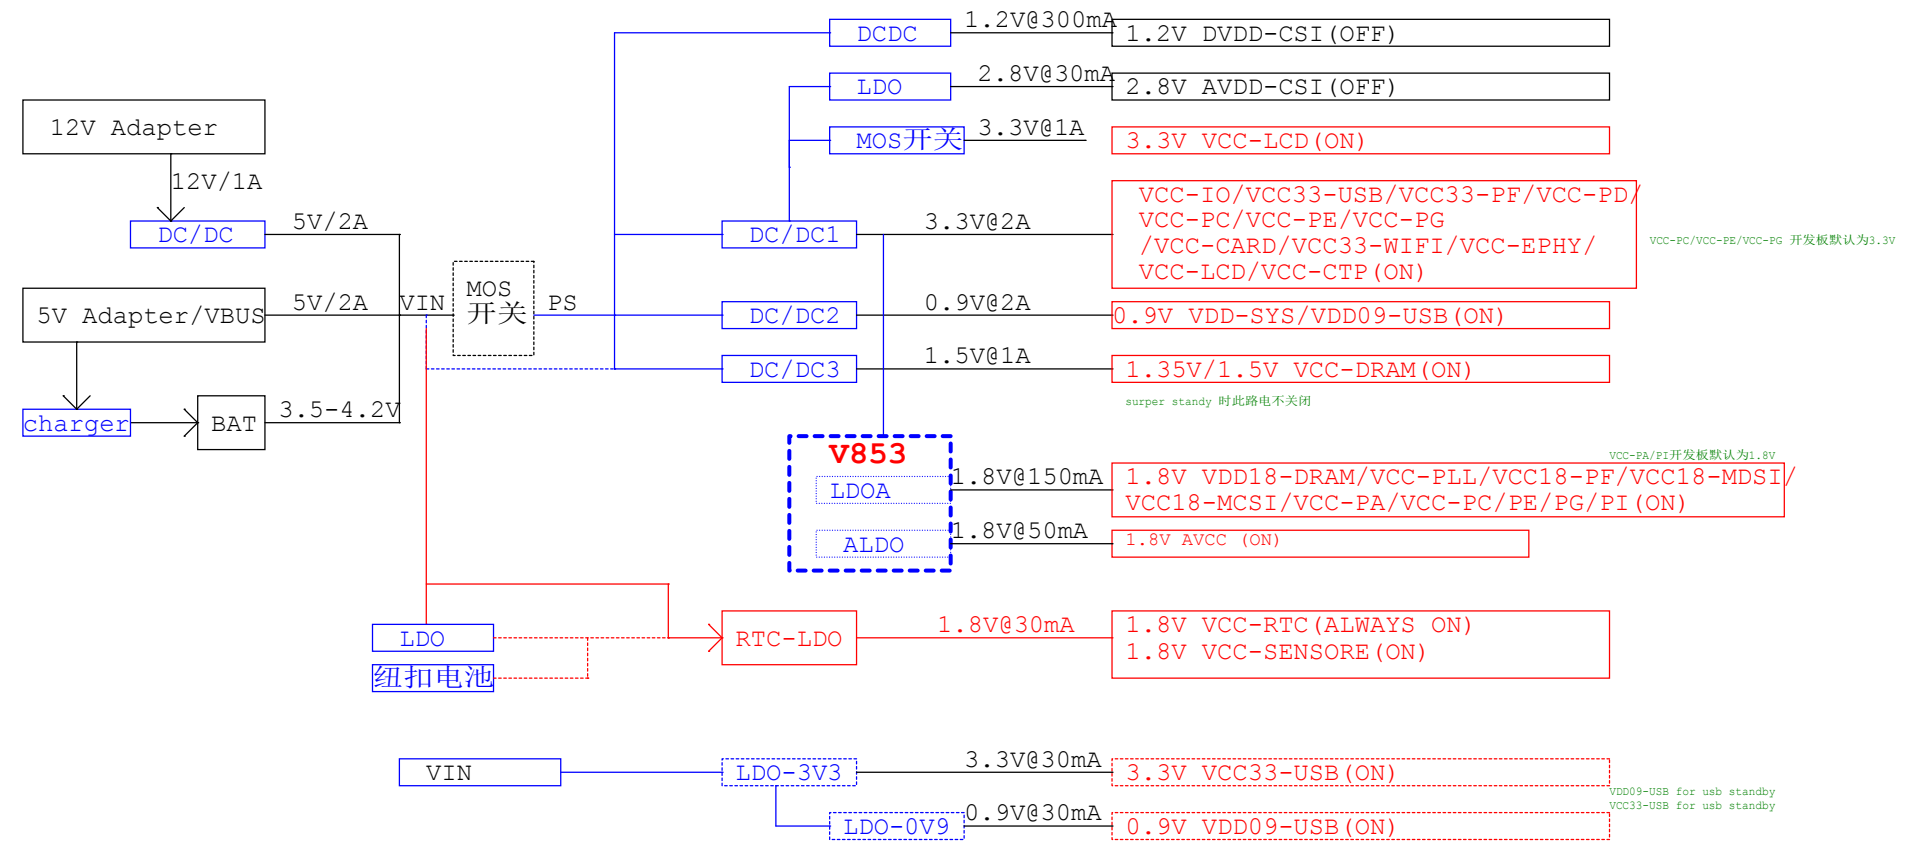 1.2V@300mA
DCDC
1.2V DVDD-CSI(OFF)
2.8V@30mA
LDO
2.8V AVDD-CSI(OFF)
12V Adapter
3.3V@1A
MOS开关
3.3V VCC-LCD(ON)
12V/1A
VCC-IO/VCC33-USB/VCC33-PF/VCC-PD/
VCC-PC/VCC-PE/VCC-PG
/VCC-CARD/VCC33-WIFI/VCC-EPHY/
VCC-LCD/VCC-CTP(ON)
DC/DC
5V/2A
DC/DC1
3.3V@2A
VCC-PC/VCC-PE/VCC-PG 开发板默认为3.3V
5V Adapter/VBUS
5V/2A
VIN
MOS
开关
PS
DC/DC2
0.9V@2A
0.9V VDD-SYS/VDD09-USB(ON)
DC/DC3
1.5V@1A
1.35V/1.5V VCC-DRAM(ON)
surper standy 时此路电不关闭
charger
BAT
3.5-4.2V
V853
VCC-PA/PI开发板默认为1.8V
LDOA
1.8V@150mA
1.8V VDD18-DRAM/VCC-PLL/VCC18-PF/VCC18-MDSI/
VCC18-MCSI/VCC-PA/VCC-PC/PE/PG/PI(ON)
ALDO
1.8V@50mA
1.8V AVCC (ON)
LDO
RTC-LDO
1.8V@30mA
1.8V VCC-RTC(ALWAYS ON)
1.8V VCC-SENSORE(ON)
纽扣电池
VIN
LDO-3V3
3.3V@30mA
3.3V VCC33-USB(ON)
VDD09-USB for usb standby
VCC33-USB for usb standby
LDO-0V9
0.9V@30mA
0.9V VDD09-USB(ON)